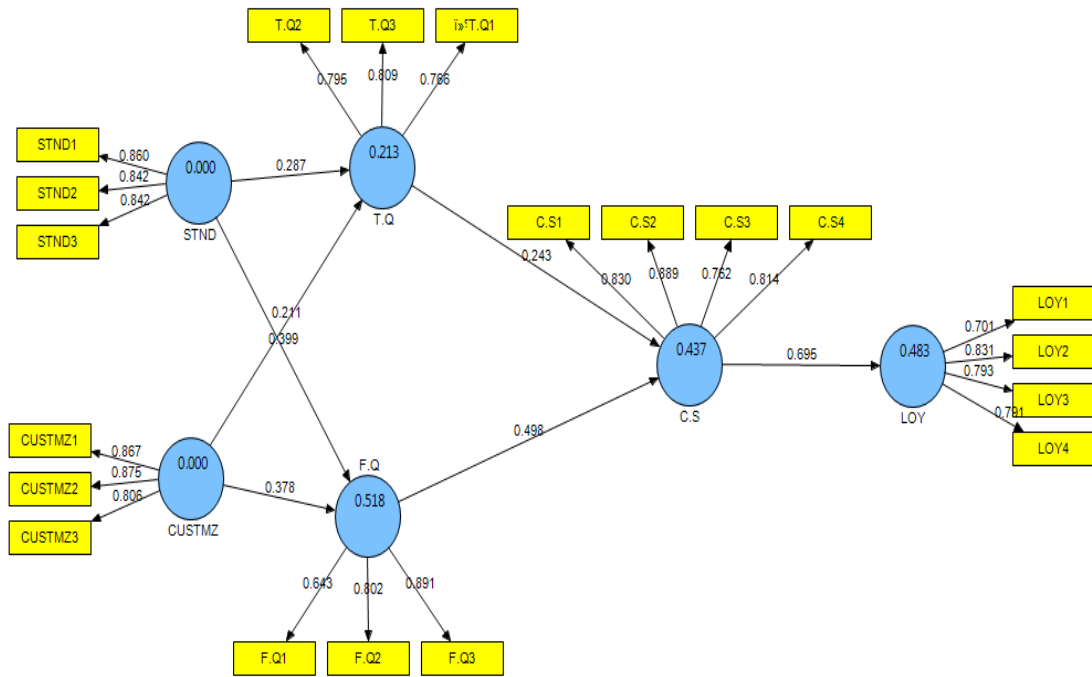 T.Q2
T.Q3
ï»¿T.Q1
0.795
0.809
0.766
STND1
STND2
STND3
0.860
0.842
0.842
0.000
STND
0.287
0.213
T.Q
C.S1
C.S2
C.S3
C.S4
0.830
0.889
0.762
0.814
0.243
0.211
0.399
0.437
C.S
0.695
0.483
LOY
0.701
0.831
0.793
0.791
LOY1
LOY2
LOY3
LOY4
CUSTMZ1
CUSTMZ2
CUSTMZ3
0.867
0.875
0.806
0.000
CUSTMZ
0.378
F.Q
0.518
0.498
0.643
0.802
0.891
F.Q1
F.Q2
F.Q3